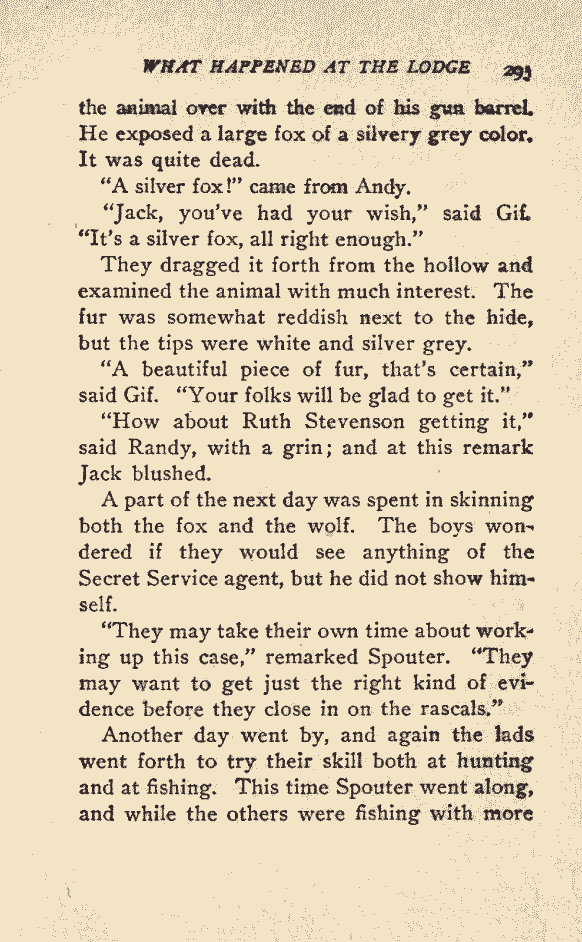 WHAT HAPPENED AT THE LODGE 293
the animal over with the end of his gun barrel.
He exposed a large fox of a silvery grey color.
It was quite dead.
“A silver fox!” came from Andy.
“Jack, you’ve had your wish,” said Gif.
“It’s a silver fox, all right enough.”
They dragged it forth from the hollow and
examined the animal with much interest. The
fur was somewhat reddish next to the hide,
but the tips were white and silver grey.
“A beautiful piece of fur, that’s certain,”
said Gif. “Your folks will be glad to get it.”
“How about Ruth Stevenson getting it,”
said Randy, with a grin; and at this remark
Jack blushed.
A part of the next day was spent in skinning
both the fox and the wolf. The boys won-
dered if they would see anything of the
Secret Service agent, but he did not show him-
self.
“They may take their own time about work-
ing up this case,” remarked Spouter. “They
may want to get just the right kind of evi-
dence before they close in on the rascals.”
Another day went by, and again the lads
went forth to try their skill both at hunting
and at fishing. This time Spouter went along,
and while the others were fishing with more